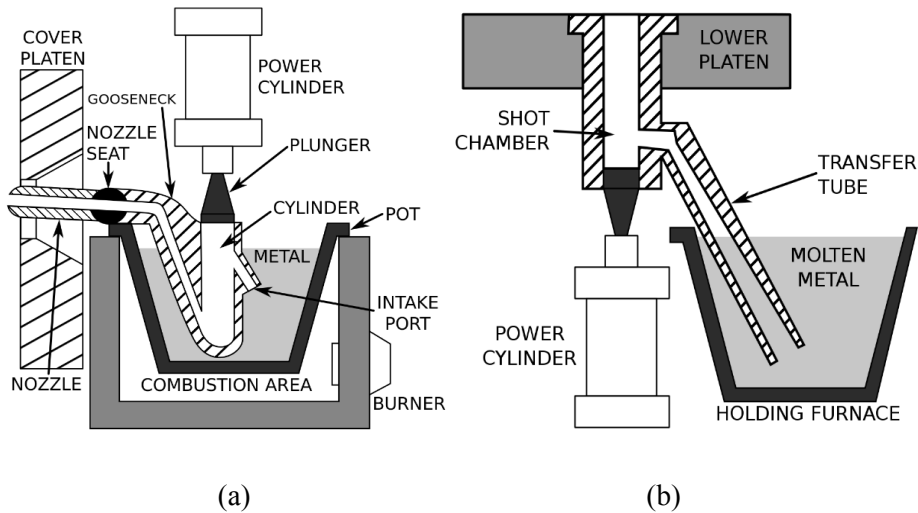 COVER
PLATEN
GOOSENECK
NOZZLE
SEAT
POWER
CYLINDER
PLUNGER
CYLINDER
POT
METAL
INTAKE
PORT
NOZZLE
COMBUSTION AREA
BURNER
(a)
LOWER
PLATEN
SHOT
CHAMBER
TRANSFER
TUBE
MOLTEN
METAL
POWER
CYLINDER
HOLDING FURNACE
(b)